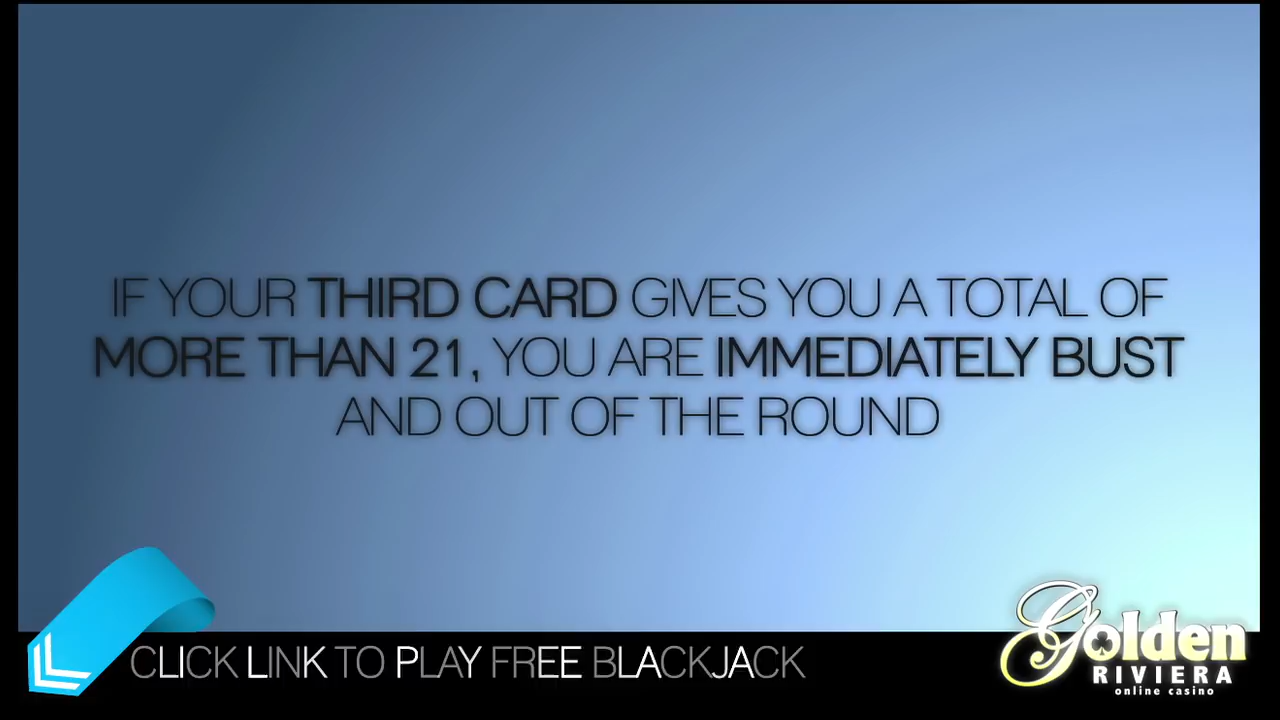 IF YOUR THIRD CARD GIVES YOU A TOTAL OF
MORE THAN 21, YOU ARE IMMEDIATELY BUST
AND OUT OF THE ROUND
CLICK LINK TO PLAY FREE BLACKJACK
Golden
RIVIERA
online casino